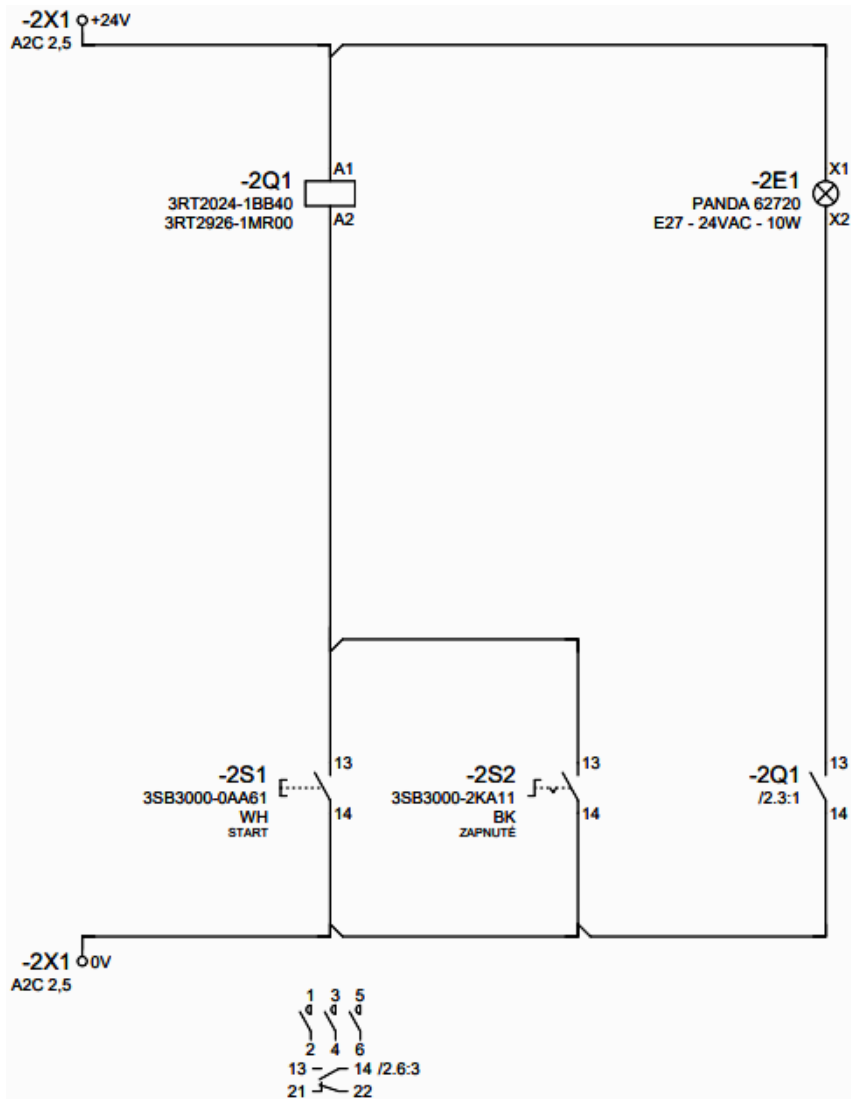 -2X1 +24V
A2C 2,5
A1
-2Q1
3RT2024-1BB40
3RT2926-1MR00 A2
X1
-2E1
PANDA 62720
E27 - 24VAC - 10W X2
13
-2S1
3SB3000-0AA61
WH 14
START
13
-2S2
3SB3000-2KA11
BK 14
ZAPNUTÉ
13
-2Q1
/2.3:1
14
-2X1 0V
A2C 2,5
1 3 5
2 4 6
13 14 /2.6:3
21 22